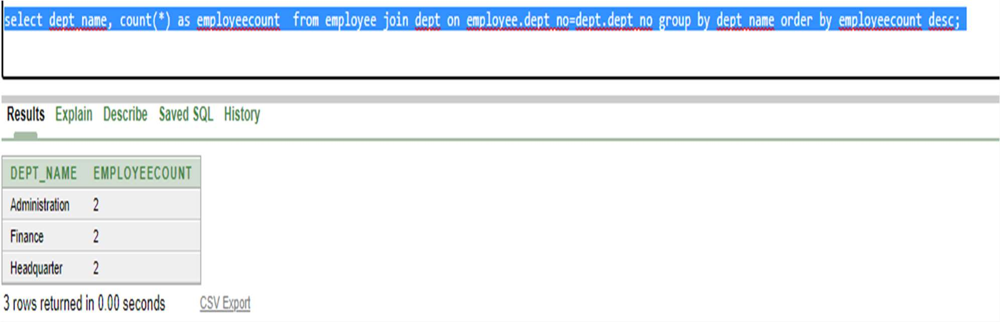 select dept_name, count(*) as employeecount  from employee join dept on employee.dept_no=dept.dept_no group by dept_name order by employeecount desc;
Results Explain Describe Saved SQL History
DEPT_NAME EMPLOYEECOUNT
Administration 2
Finance 2
Headquarter 2
3 rows returned in 0.00 seconds CSV Export